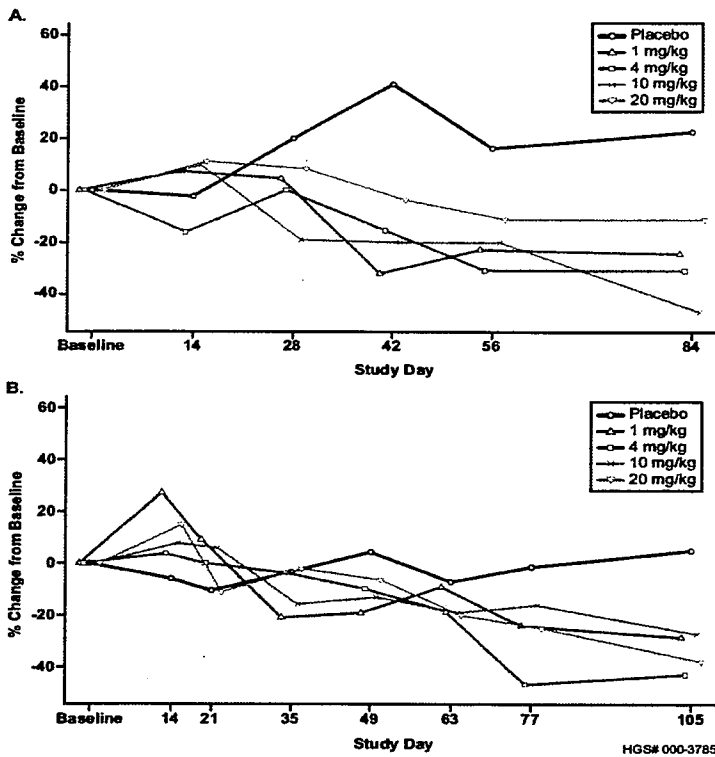 A.
60
40
20
0
-20
-40
% Change from Baseline
Placebo
1 mg/kg
4 mg/kg
10 mg/kg
20 mg/kg
Baseline 14 28 42 56 84
Study Day
B.
60
40
20
0
-20
-40
% Change from Baseline
Placebo
1 mg/kg
4 mg/kg
10 mg/kg
20 mg/kg
Baseline 14 21 35 49 63 77 105
Study Day
HGS# 000-3785